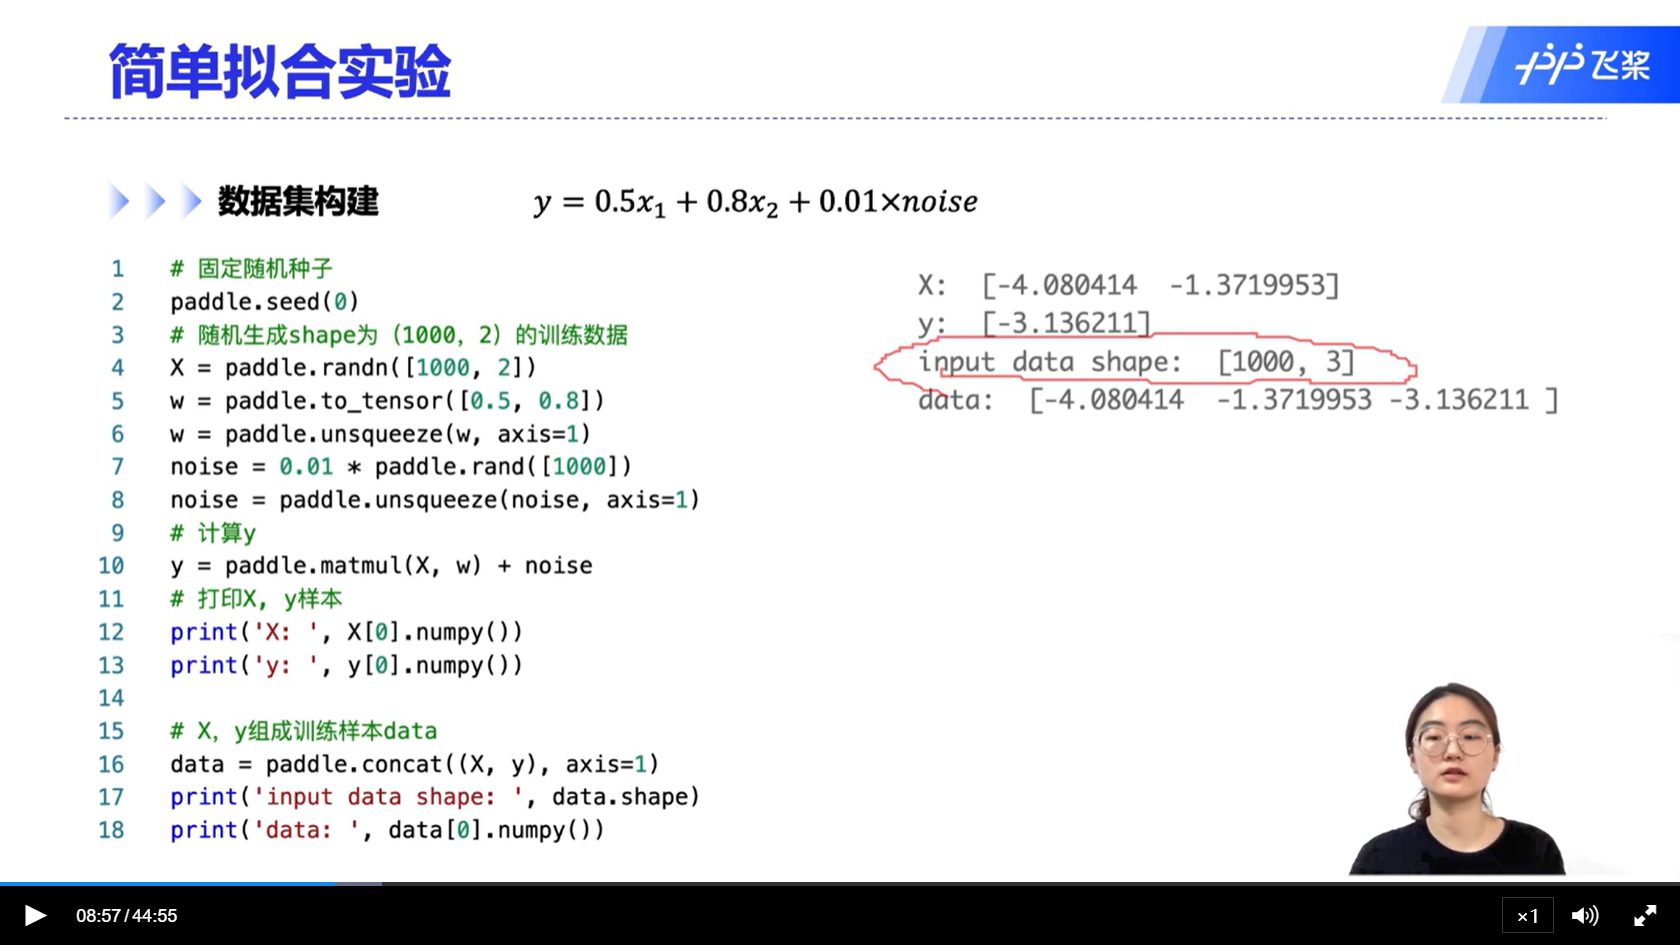 简单拟合实验
飞桨
数据集构建
y = 0.5x₁ + 0.8x₂ + 0.01×noise
1 # 固定随机种子
2 paddle.seed(0)
3 # 随机生成shape为（1000，2）的训练数据
4 X = paddle.randn([1000, 2])
5 w = paddle.to_tensor([0.5, 0.8])
6 w = paddle.unsqueeze(w, axis=1)
7 noise = 0.01 * paddle.rand([1000])
8 noise = paddle.unsqueeze(noise, axis=1)
9 # 计算y
10 y = paddle.matmul(X, w) + noise
11 # 打印X, y样本
12 print('X: ', X[0].numpy())
13 print('y: ', y[0].numpy())
14
15 # X, y组成训练样本data
16 data = paddle.concat((X, y), axis=1)
17 print('input data shape: ', data.shape)
18 print('data: ', data[0].numpy())
X: [-4.080414 -1.3719953]
y: [-3.136211]
input data shape: [1000, 3]
data: [-4.080414 -1.3719953 -3.136211 ]
08:57/44:55
×1